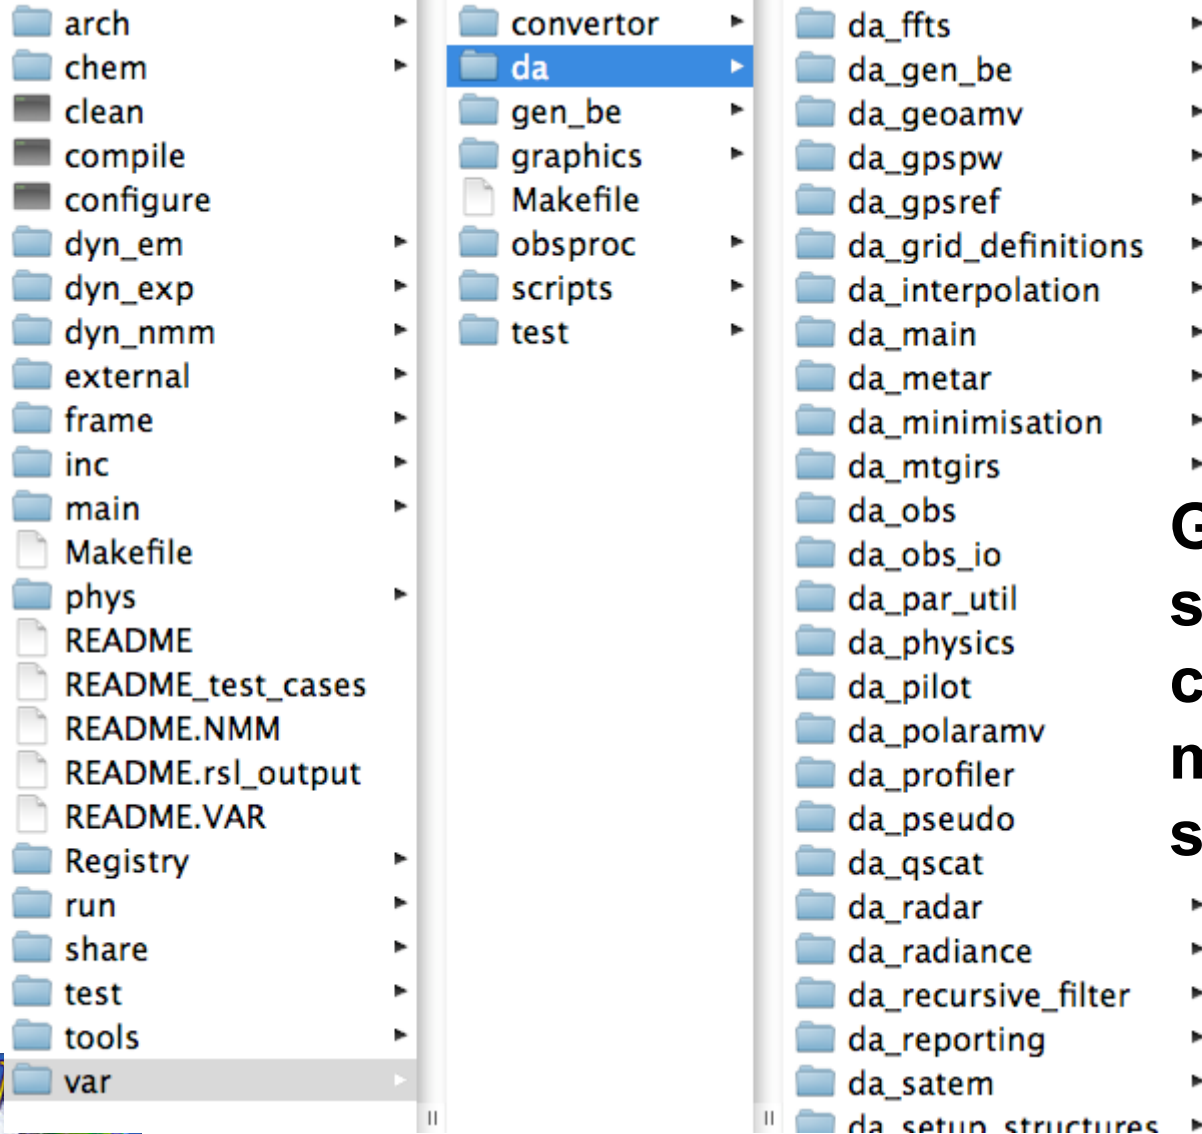 arch
chem
clean
compile
configure
dyn_em
dyn_exp
dyn_nmm
external
frame
inc
main
Makefile
phys
README
README_test_cases
README.NMM
README.rsl_output
README.VAR
Registry
run
share
test
tools
var
convertor
da
gen_be
graphics
Makefile
obsproc
scripts
test
da_ffts
da_gen_be
da_geoamv
da_gpspw
da_gpsref
da_grid_definitions
da_interpolation
da_main
da_metar
da_minimisation
da_mtgirs
da_obs
da_obs_io
da_par_util
da_physics
da_pilot
da_polaramv
da_profiler
da_pseudo
da_qscat
da_radar
da_radiance
da_recursive_filter
da_reporting
da_satem
da_setup_structures